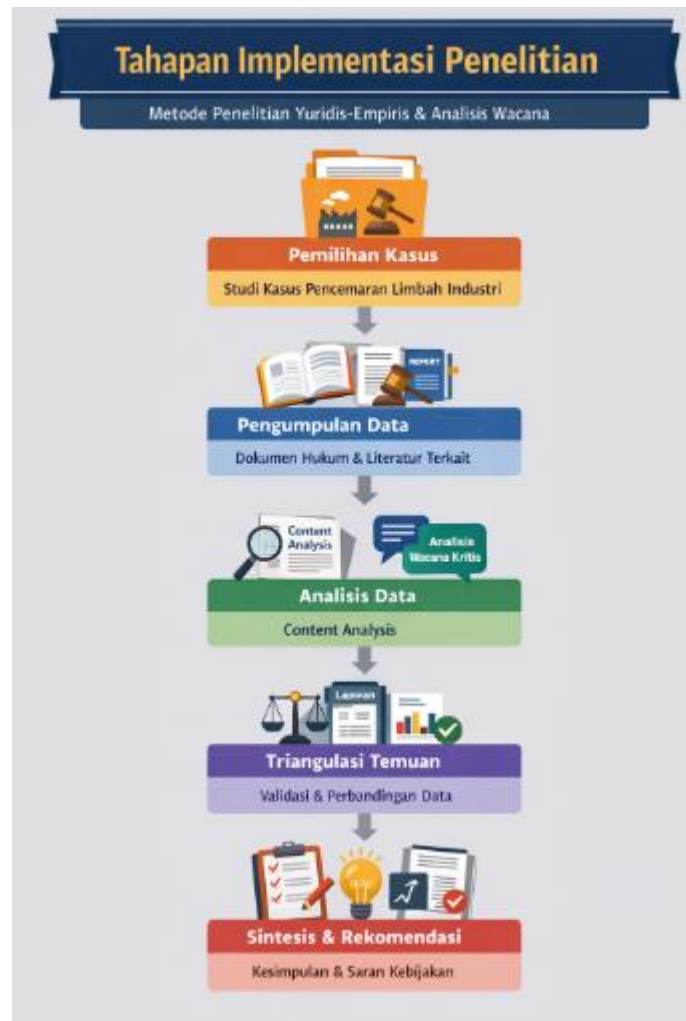 Tahapan Implementasi Penelitian
Metode Penelitian Yuridis-Empiris & Analisis Wacana
Pemilihan Kasus
Studi Kasus Pencemaran Limbah Industri
REPORT
Pengumpulan Data
Dokumen Hukum & Literatur Terkait
Content
Analysis
Analisis
Wacana Kritis
Analisis Data
Content Analysis
Laporan
Triangulasi Temuan
Validasi & Perbandingan Data
Sintesis & Rekomendasi
Kesimpulan & Saran Kebijakan